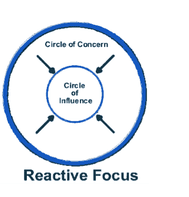 Circle of Concern
Circle
of
Influence
Reactive Focus